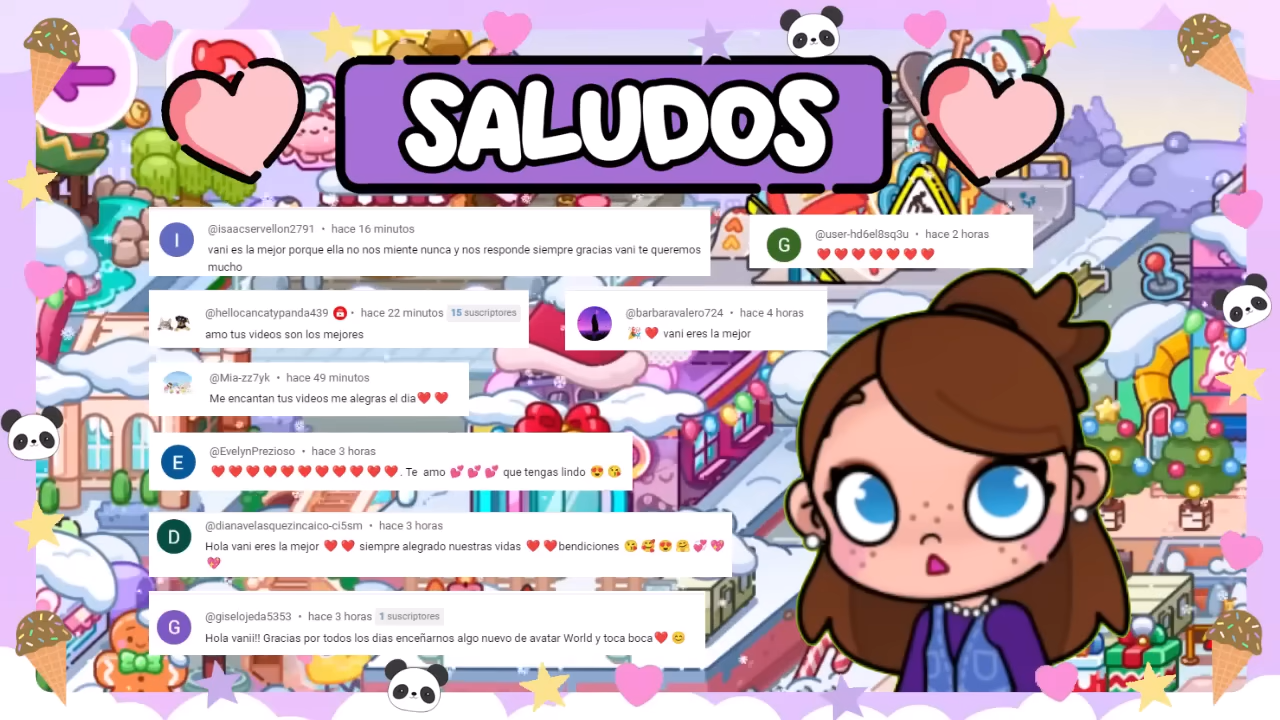 SALUDOS
I
@isaacservellon2791 • hace 16 minutos
vani es la mejor porque ella no nos miente nunca y nos responde siempre gracias vani te queremos
mucho
G
@user-hd6el8sq3u • hace 2 horas
❤️❤️❤️❤️❤️❤️❤️
@hellocancatypanda439 • hace 22 minutos 15 suscriptores
amo tus videos son los mejores
@barbaravalero724 • hace 4 horas
🎉 ❤️ vani eres la mejor
@Mia-zz7yk • hace 49 minutos
Me encantan tus videos me alegras el dia❤️ ❤️
E
@EvelynPrezioso • hace 3 horas
❤️❤️❤️❤️❤️❤️❤️❤️❤️❤️❤️. Te amo 💕 💕 💕 que tengas lindo 😍 😘
D
@dianavelasquezincaico-ci5sm • hace 3 horas
Hola vani eres la mejor ❤️ ❤️ siempre alegrado nuestras vidas ❤️ ❤️bendiciones 😘 🥰 😍 🤗 💕 💖
💖
G
@giselojeda5353 • hace 3 horas 1 suscriptores
Hola vanii!! Gracias por todos los dias enceñarnos algo nuevo de avatar World y toca boca❤️ 😊